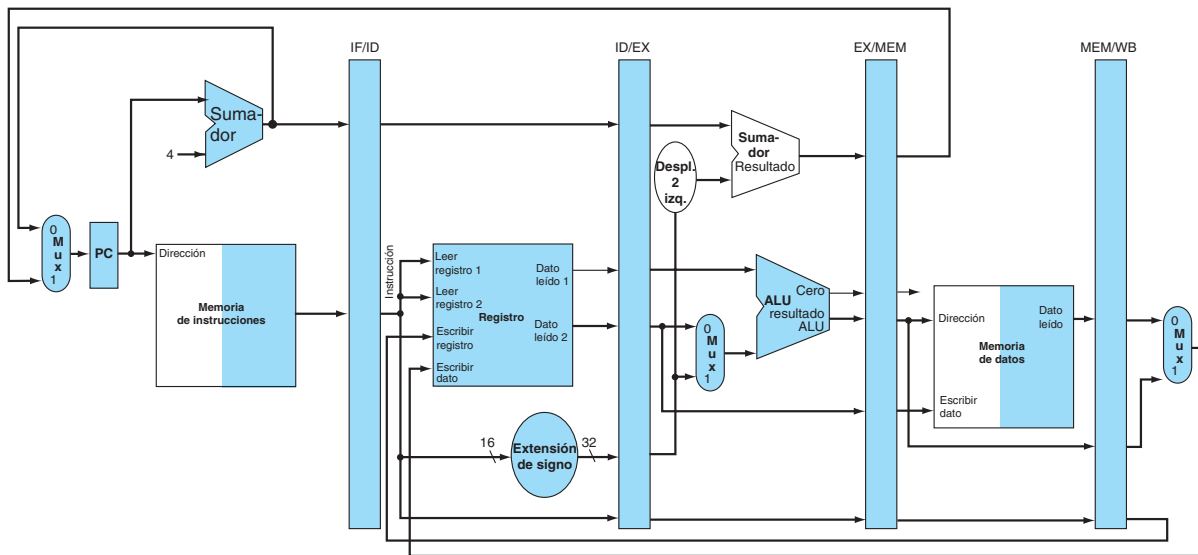 IF/ID
ID/EX
EX/MEM
MEM/WB
Suma-
dor
4
Suma-
dor
Resultado
Despl.
2
izq.
0
M
u
x
1
PC
Dirección
Memoria
de instrucciones
Instrucción
Leer
registro 1
Leer
registro 2
Escribir
registro
Escribir
dato
Registro
Dato
leído 1
Dato
leído 2
0
M
u
x
1
ALU
Cero
resultado
ALU
Dirección
Memoria
de datos
Dato
leído
Escribir
dato
0
M
u
x
1
16
Extensión
de signo
32